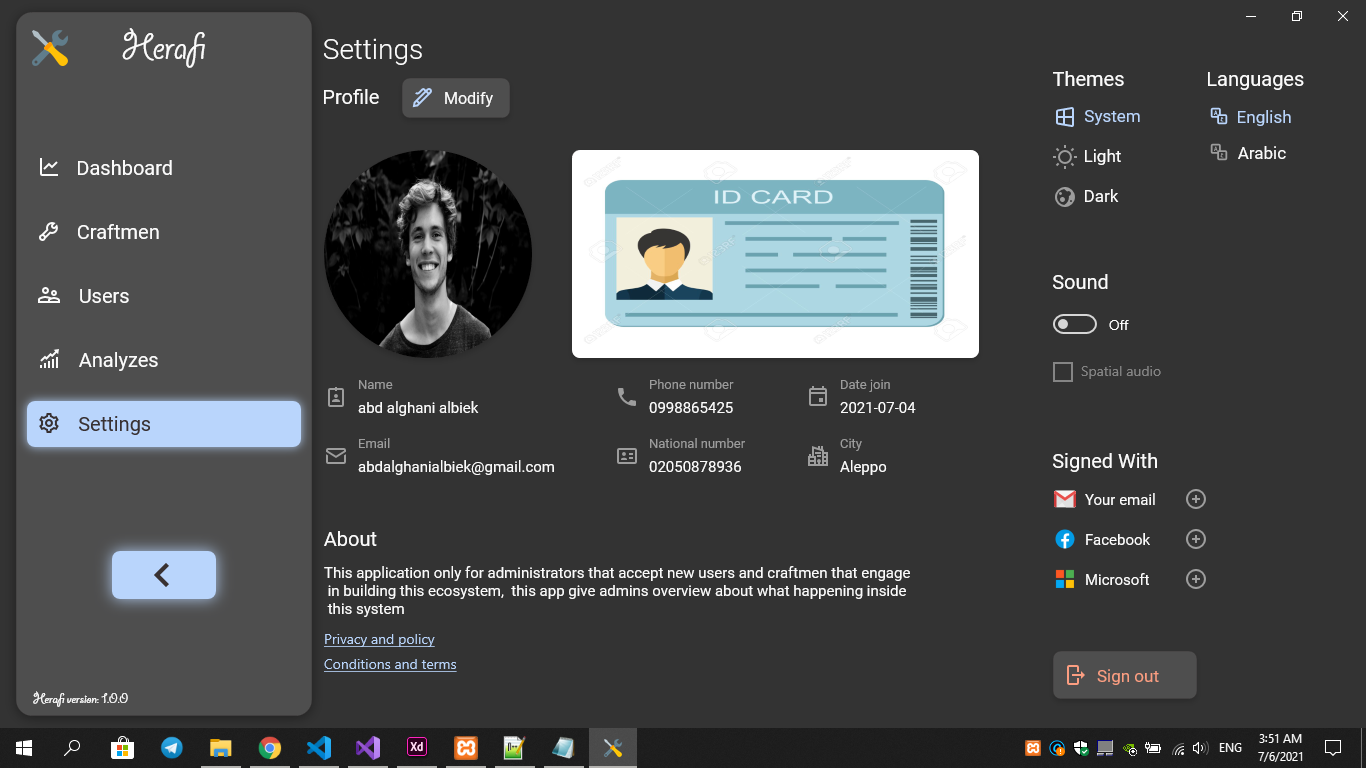 Herafi
Dashboard
Craftmen
Users
Analyzes
Settings
Herafi version: 1.0.0
Settings
Profile
Modify
ID CARD
Name
abd alghani albiek
Phone number
0998865425
Date join
2021-07-04
Email
abdalghanialbiek@gmail.com
National number
02050878936
City
Aleppo
About
This application only for administrators that accept new users and craftmen that engage
in building this ecosystem, this app give admins overview about what happening inside
this system
Privacy and policy
Conditions and terms
Themes
System
Light
Dark
Languages
English
Arabic
Sound
Off
Spatial audio
Signed With
Your email
Facebook
Microsoft
Sign out
Xd
ENG
3:51 AM
7/6/2021